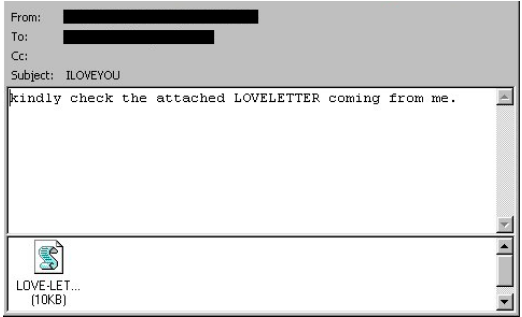 From:
To:
Cc:
Subject: ILOVEYOU
kindly check the attached LOVELETTER coming from me.
LOVE-LET...
(10KB)